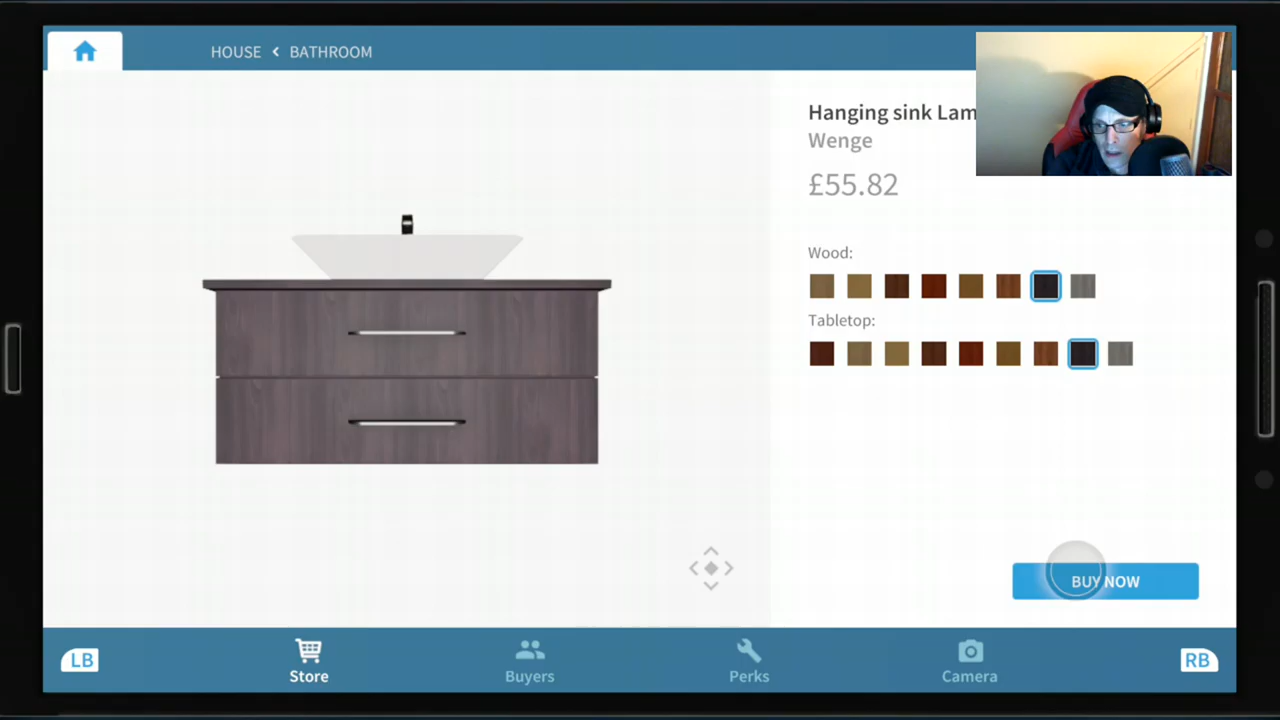 HOUSE < BATHROOM
Hanging sink Lam
Wenge
£55.82
Wood:
Tabletop:
BUY NOW
LB
Store
Buyers
Perks
Camera
RB